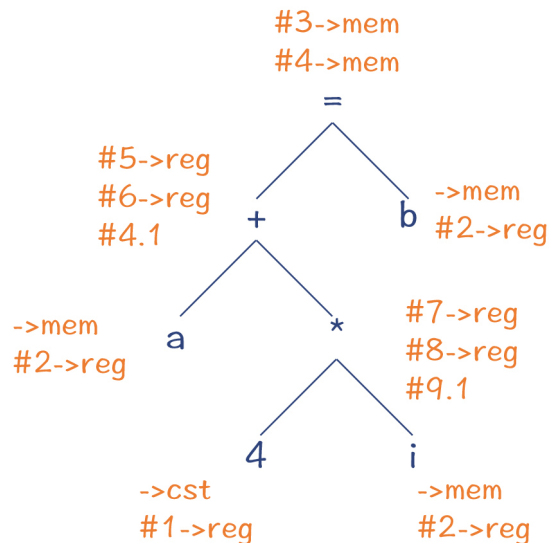 #3->mem
#4->mem
=
#5->reg
#6->reg
#4.1
+
->mem
#2->reg
b
->mem
#2->reg
a
*
#7->reg
#8->reg
#9.1
4
i
->cst
#1->reg
->mem
#2->reg